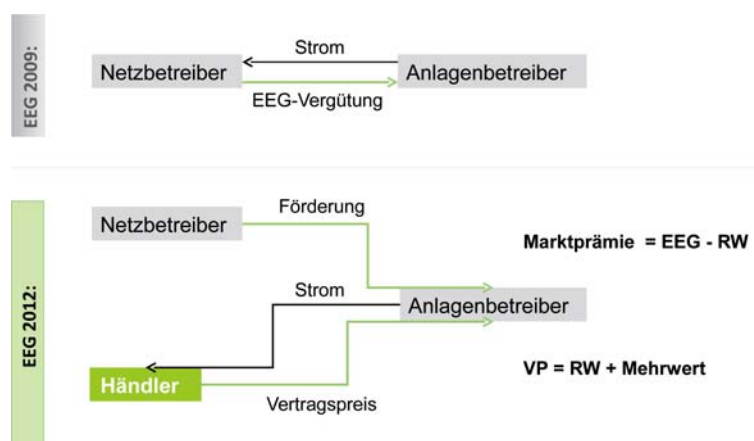 EEG 2009:
Strom
Netzbetreiber
Anlagenbetreiber
EEG-Vergütung
EEG 2012:
Förderung
Netzbetreiber
Marktprämie = EEG - RW
Strom
Anlagenbetreiber
VP = RW + Mehrwert
Händler
Vertragspreis